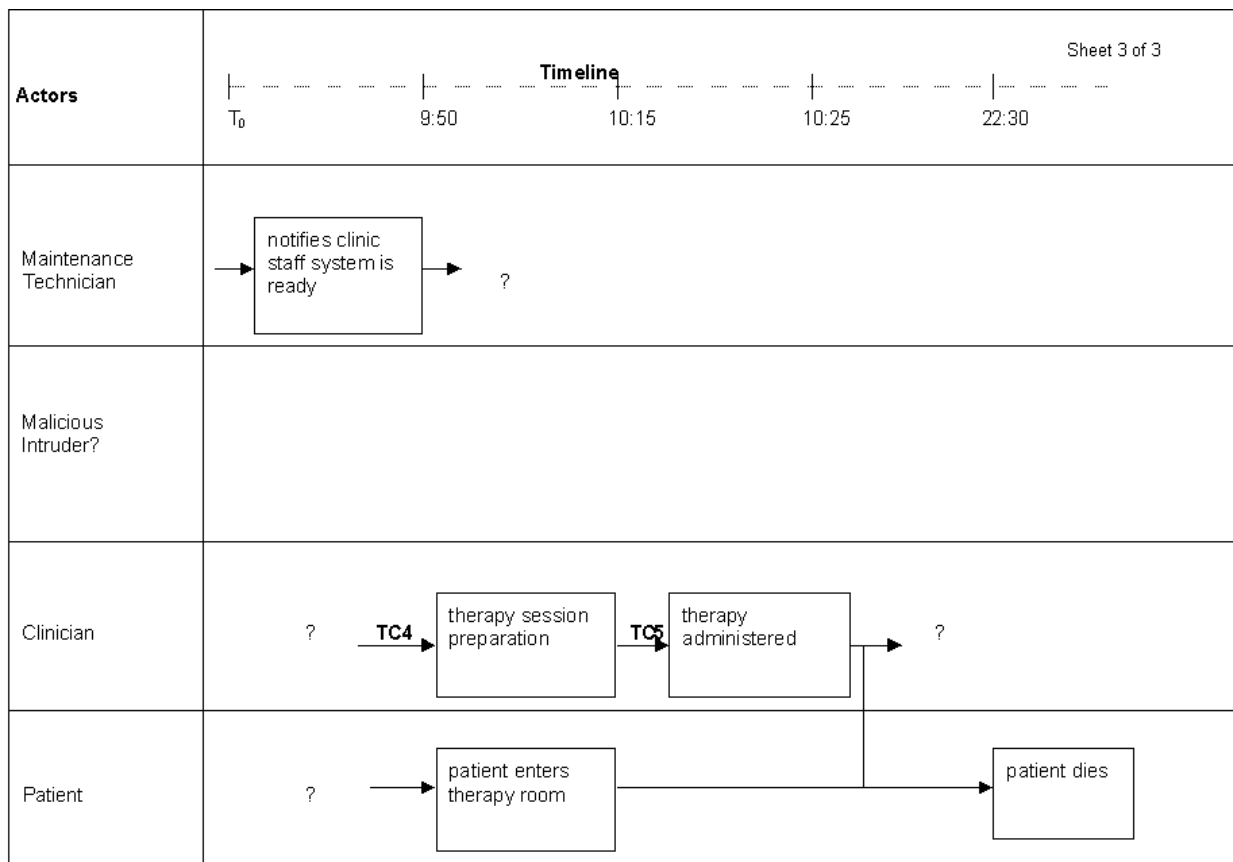 Sheet 3 of 3
Timeline
Actors
T0
9:50
10:15
10:25
22:30
notifies clinic
staff system is
ready
Maintenance
Technician
?
Malicious
Intruder?
therapy session
preparation
therapy
administered
Clinician
?
TC4
TC5
?
patient enters
therapy room
patient dies
Patient
?